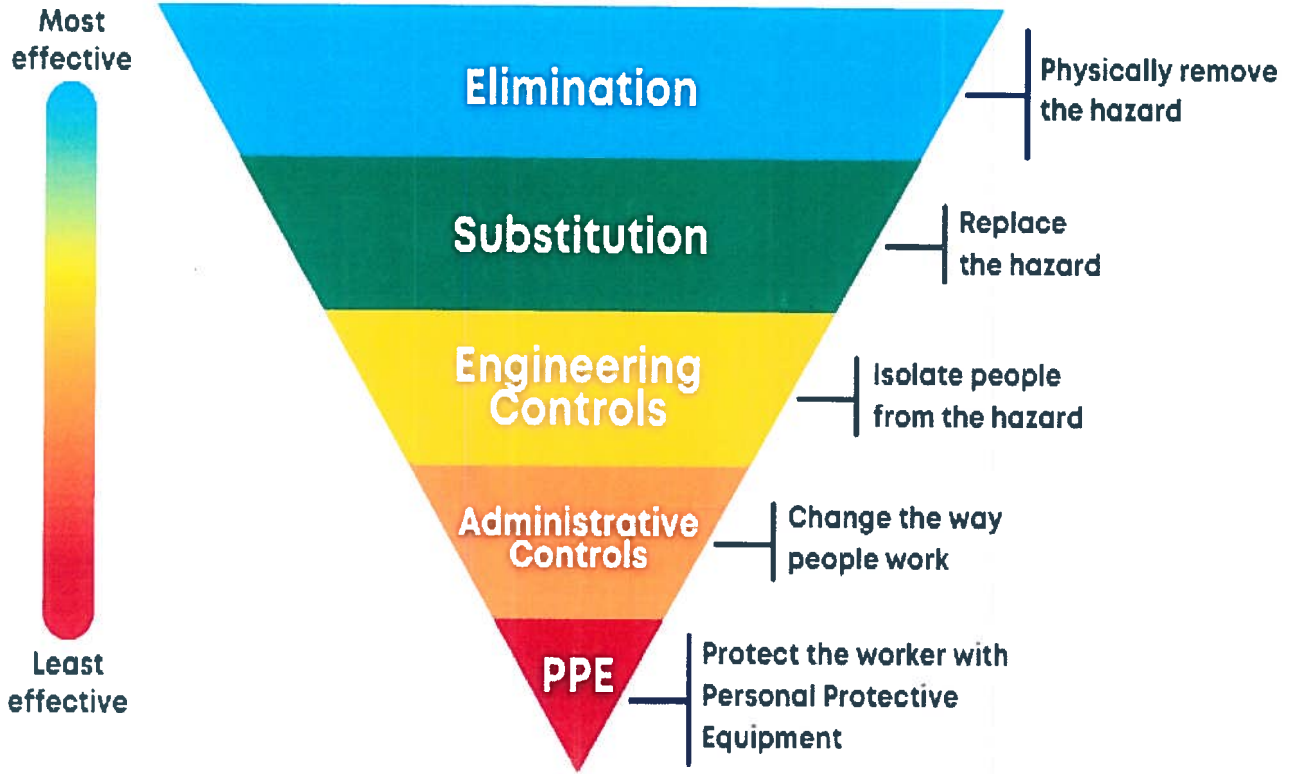 Most
effective
Elimination
Physically remove
the hazard
Substitution
Replace
the hazard
Engineering
Controls
Isolate people
from the hazard
Administrative
Controls
Change the way
people work
PPE
Protect the worker with
Personal Protective
Equipment
Least
effective